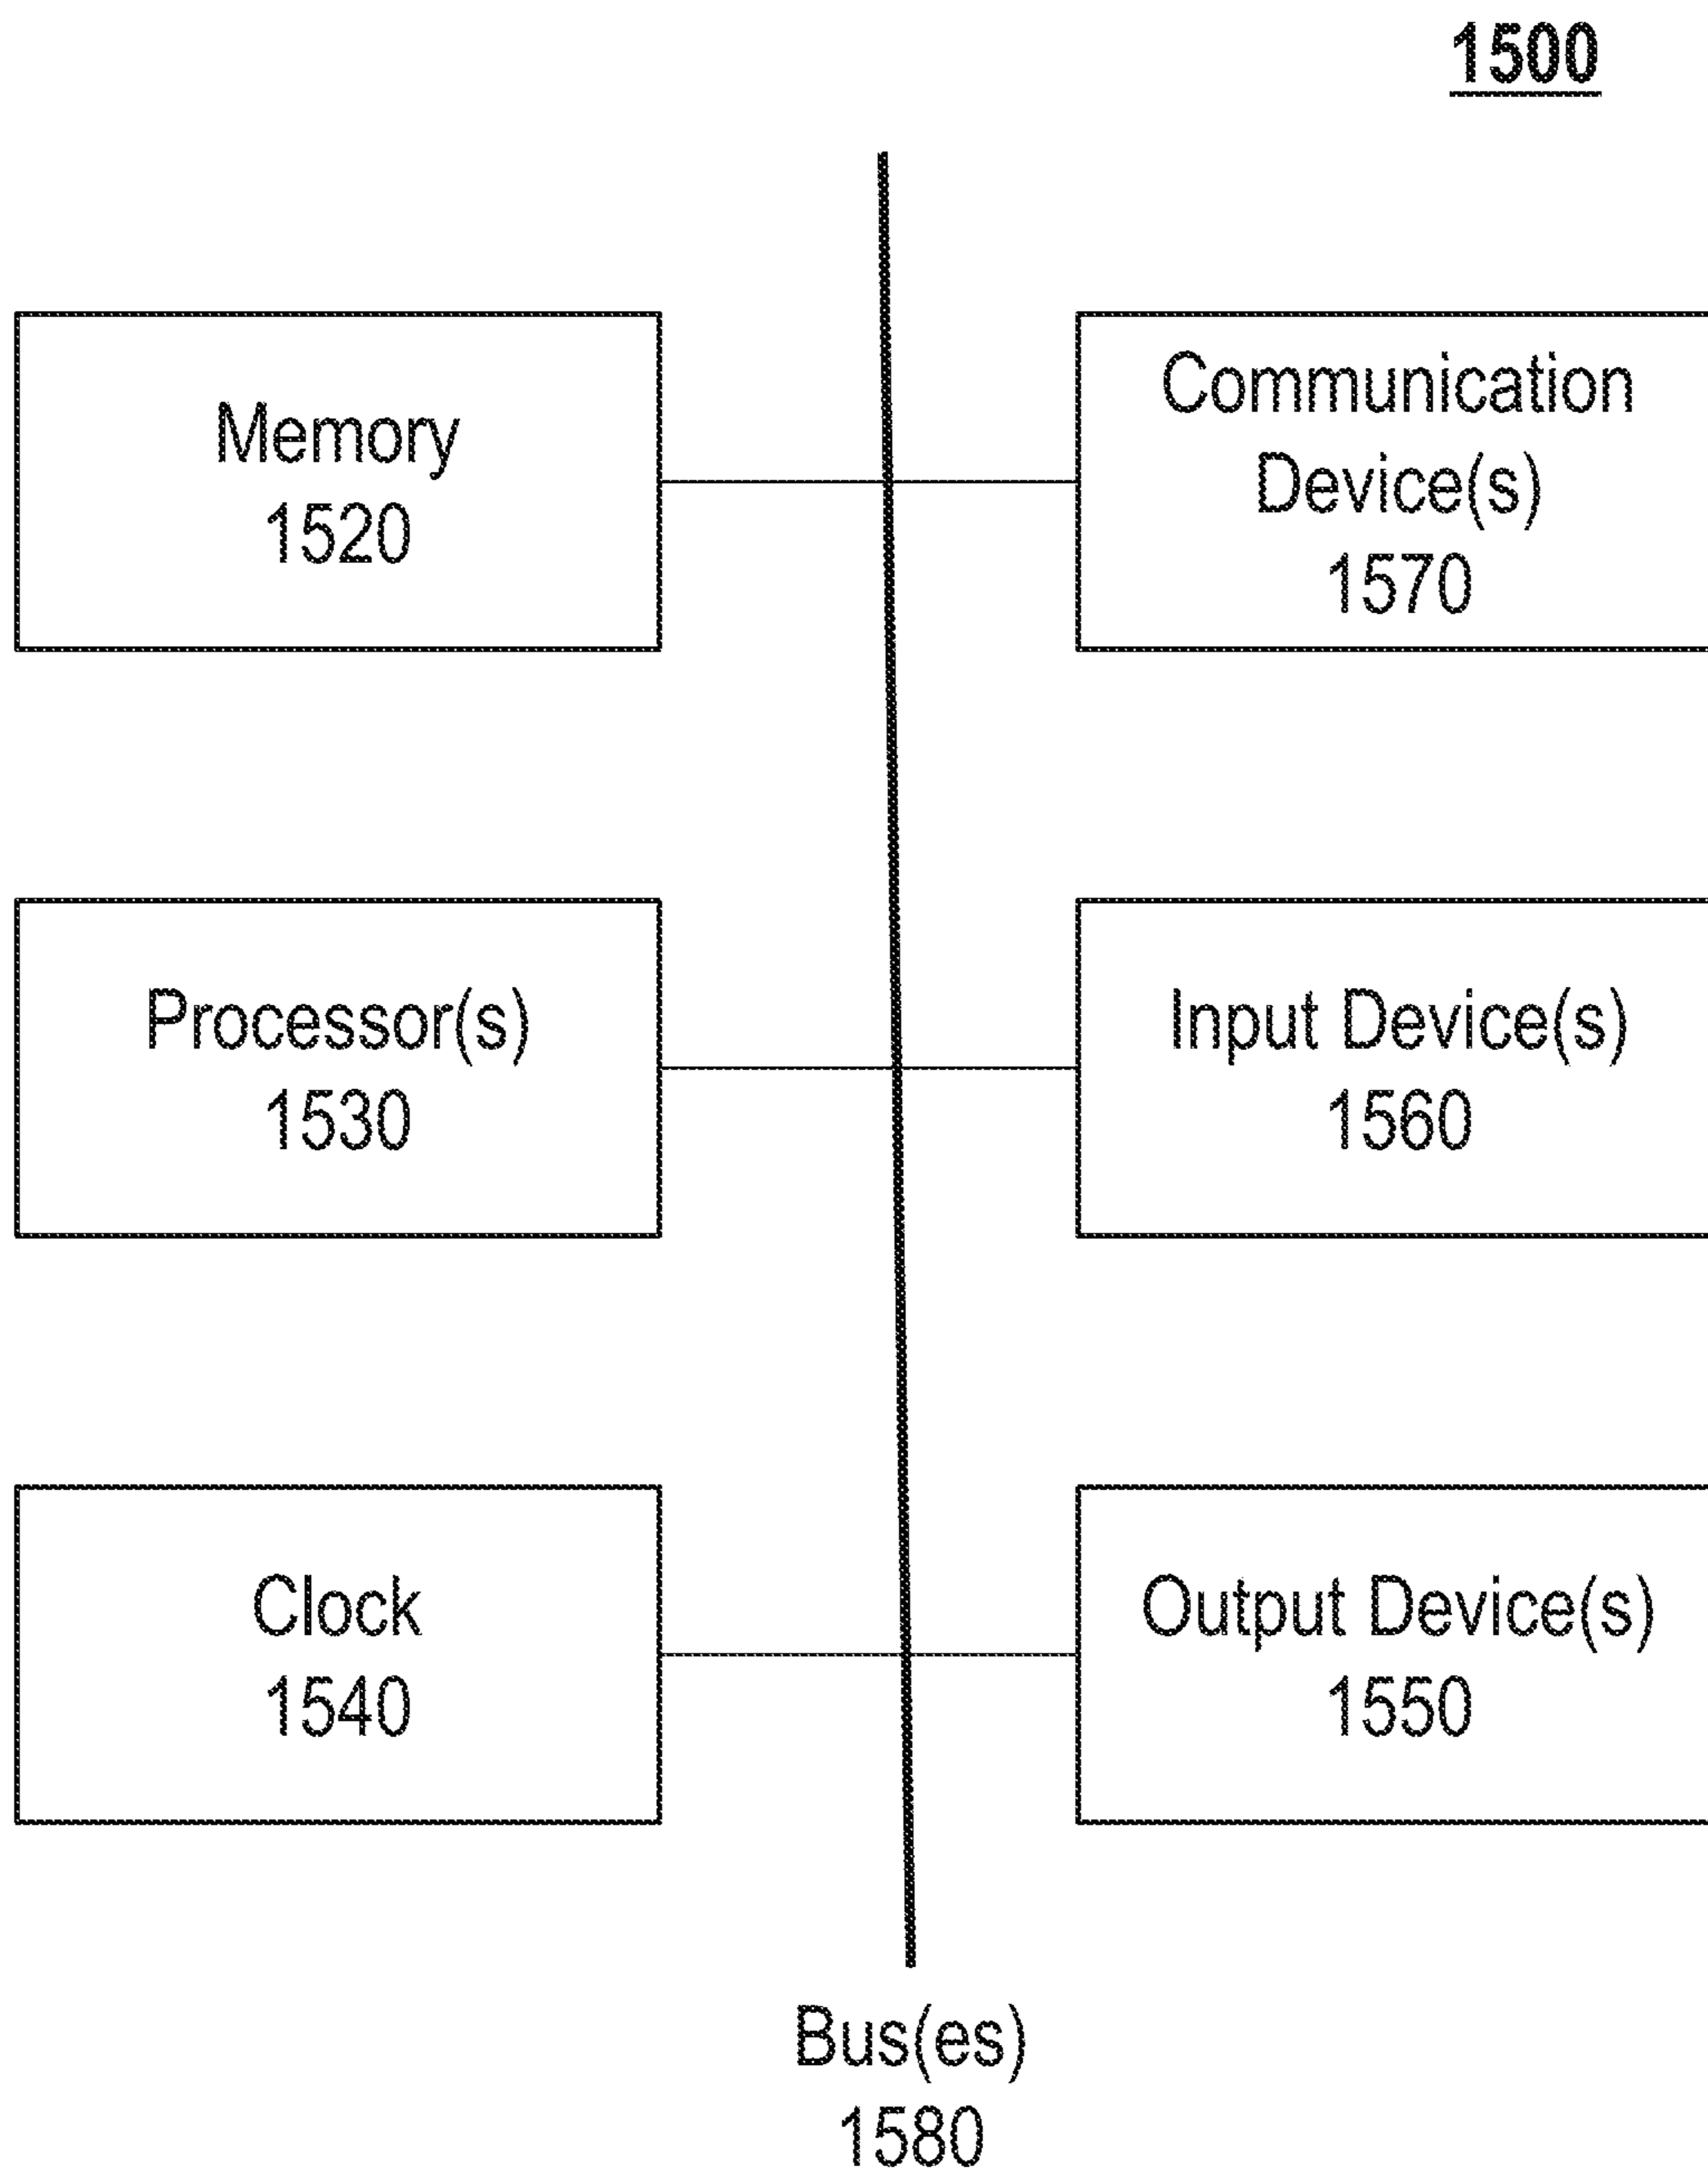 1500
Memory
1520
Communication
Device(s)
1570
Processor(s)
1530
Input Device(s)
1560
Clock
1540
Output Device(s)
1550
Bus(es)
1580